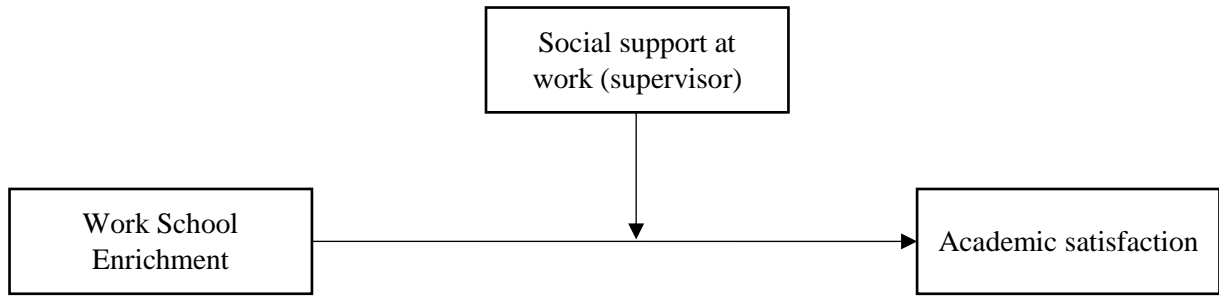 Social support at
work (supervisor)
Work School
Enrichment
Academic satisfaction